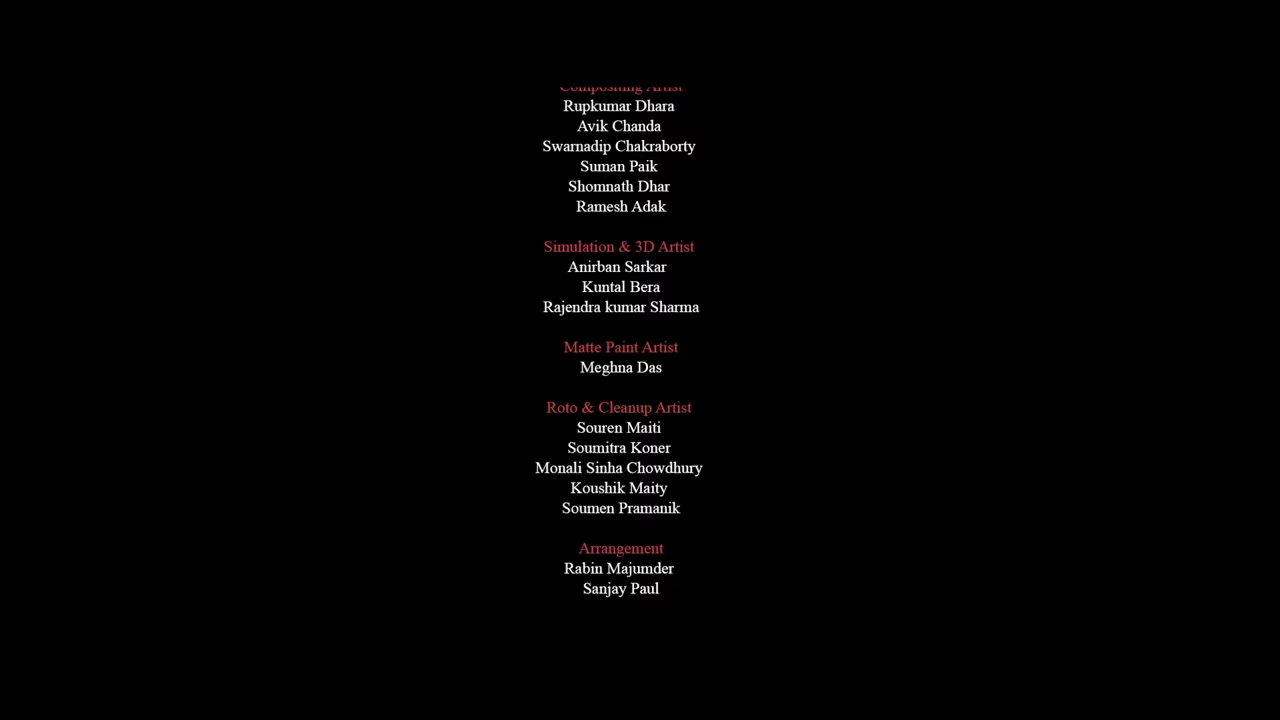 Compositing Artist
Rupkumar Dhara
Avik Chanda
Swarnadip Chakraborty
Suman Paik
Shomnath Dhar
Ramesh Adak
Simulation & 3D Artist
Anirban Sarkar
Kuntal Bera
Rajendra kumar Sharma
Matte Paint Artist
Meghna Das
Roto & Cleanup Artist
Souren Maiti
Soumitra Koner
Monali Sinha Chowdhury
Koushik Maity
Soumen Pramanik
Arrangement
Rabin Majumder
Sanjay Paul